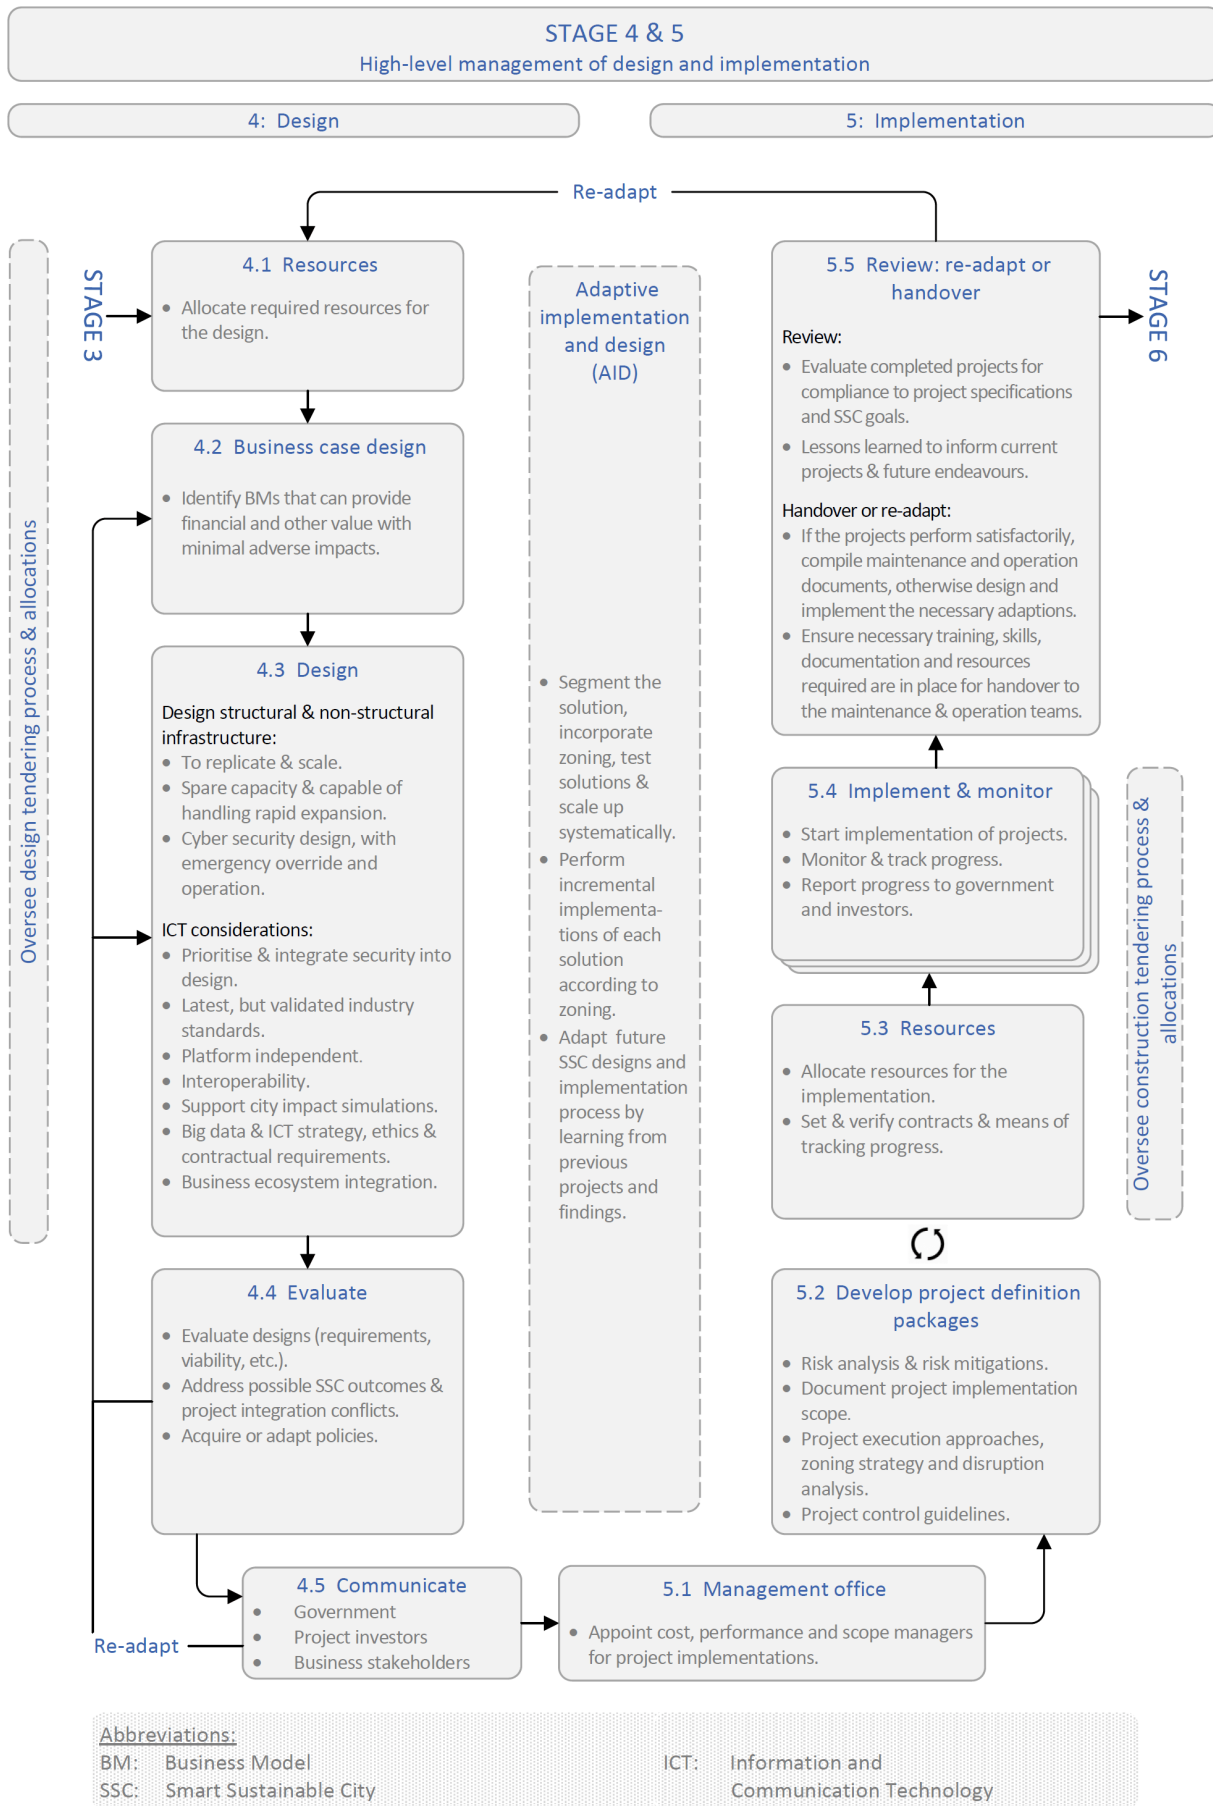 STAGE 4 & 5
High-level management of design and implementation
4: Design
5: Implementation
Re-adapt
Oversee design tendering process & allocations
STAGE 3
4.1 Resources
• Allocate required resources for
the design.
4.2 Business case design
• Identify BMs that can provide
financial and other value with
minimal adverse impacts.
4.3 Design
Design structural & non-structural
infrastructure:
• To replicate & scale.
• Spare capacity & capable of
handling rapid expansion.
• Cyber security design, with
emergency override and
operation.
ICT considerations:
• Prioritise & integrate security into
design.
• Latest, but validated industry
standards.
• Platform independent.
• Interoperability.
• Support city impact simulations.
• Big data & ICT strategy, ethics &
contractual requirements.
• Business ecosystem integration.
4.4 Evaluate
• Evaluate designs (requirements,
viability, etc.).
• Address possible SSC outcomes &
project integration conflicts.
• Acquire or adapt policies.
Re-adapt
4.5 Communicate
• Government
• Project investors
• Business stakeholders
Adaptive
implementation
and design
(AID)
• Segment the
solution,
incorporate
zoning, test
solutions &
scale up
systematically.
• Perform
incremental
implementa-
tions of each
solution
according to
zoning.
• Adapt future
SSC designs and
implementation
process by
learning from
previous
projects and
findings.
5.1 Management office
• Appoint cost, performance and scope managers
for project implementations.
5.2 Develop project definition
packages
• Risk analysis & risk mitigations.
• Document project implementation
scope.
• Project execution approaches,
zoning strategy and disruption
analysis.
• Project control guidelines.
5.3 Resources
• Allocate resources for the
implementation.
• Set & verify contracts & means of
tracking progress.
5.4 Implement & monitor
• Start implementation of projects.
• Monitor & track progress.
• Report progress to government
and investors.
5.5 Review: re-adapt or
handover
Review:
• Evaluate completed projects for
compliance to project specifications
and SSC goals.
• Lessons learned to inform current
projects & future endeavours.
Handover or re-adapt:
• If the projects perform satisfactorily,
compile maintenance and operation
documents, otherwise design and
implement the necessary adaptions.
• Ensure necessary training, skills,
documentation and resources
required are in place for handover to
the maintenance & operation teams.
STAGE 6
Oversee construction tendering process &
allocations
Abbreviations:
BM: Business Model
SSC: Smart Sustainable City
ICT: Information and
Communication Technology